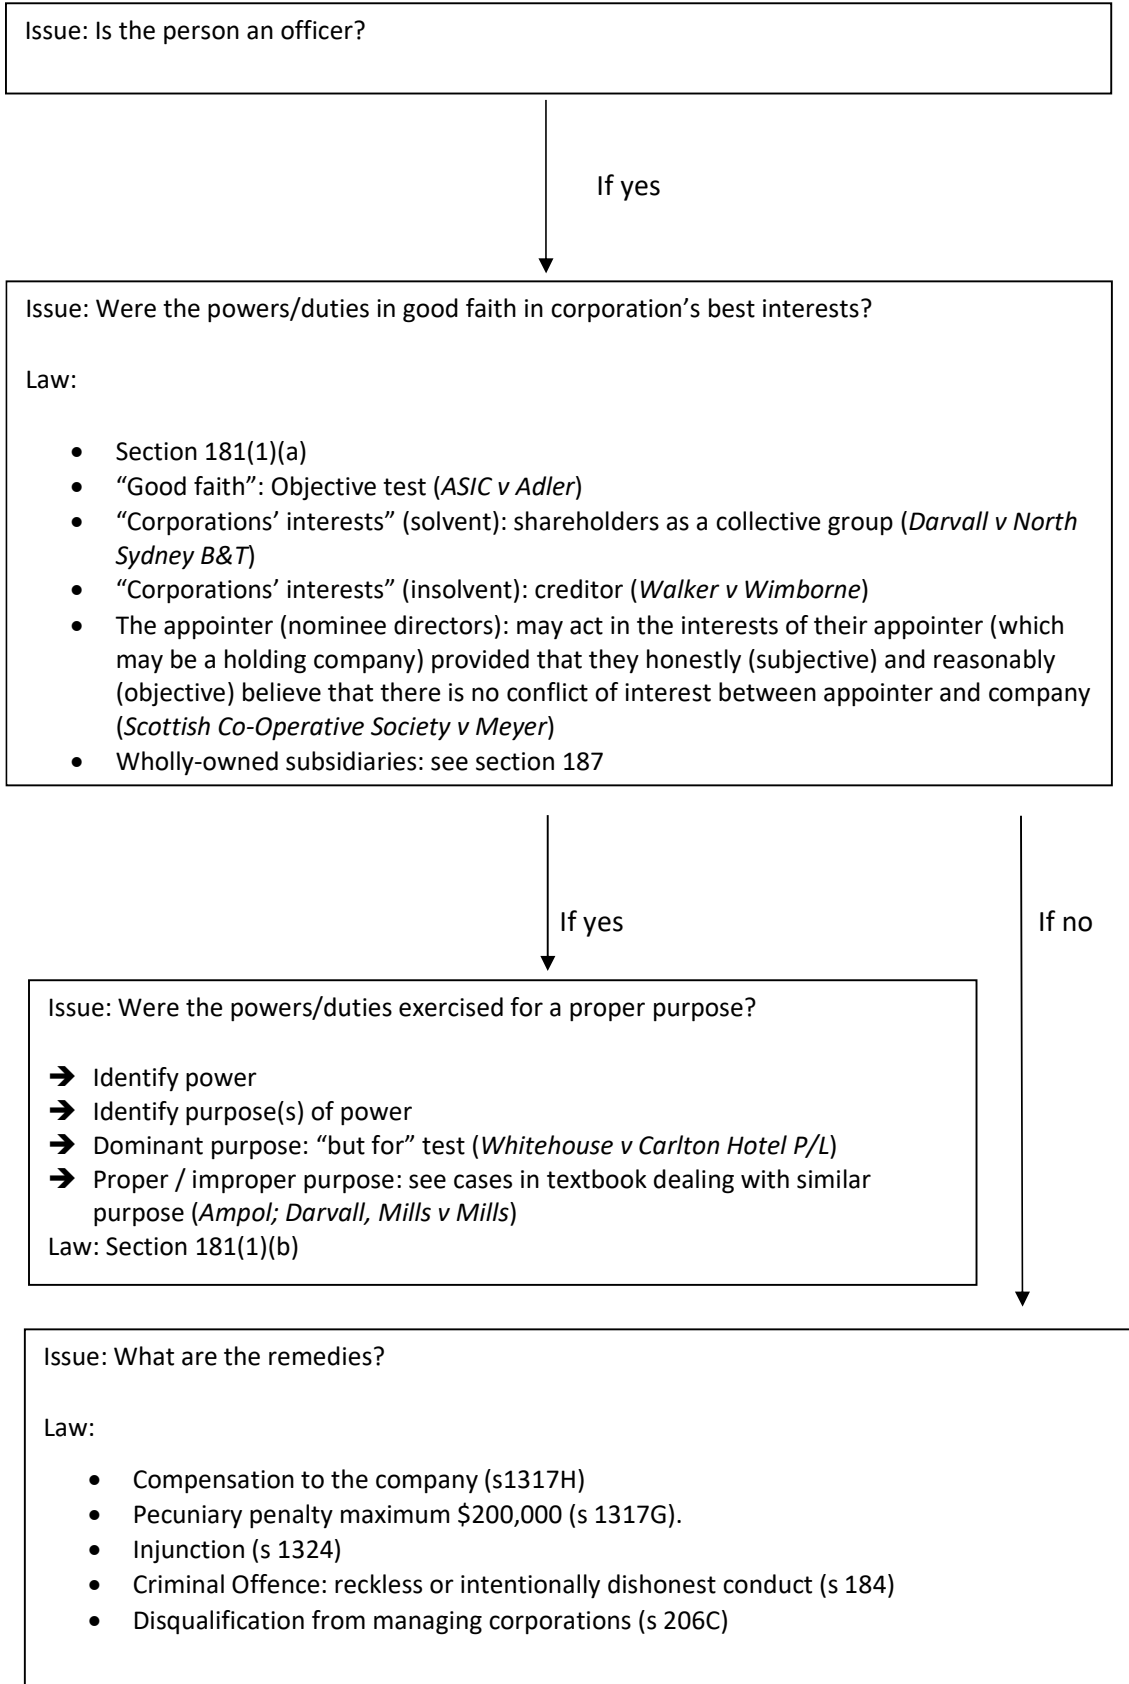 Issue: Is the person an officer?
If yes
Issue: Were the powers/duties in good faith in corporation’s best interests?
Law:
• Section 181(1)(a)
• “Good faith”: Objective test (ASIC v Adler)
• “Corporations’ interests” (solvent): shareholders as a collective group (Darvall v North
Sydney B&T)
• “Corporations’ interests” (insolvent): creditor (Walker v Wimborne)
• The appointer (nominee directors): may act in the interests of their appointer (which
may be a holding company) provided that they honestly (subjective) and reasonably
(objective) believe that there is no conflict of interest between appointer and company
(Scottish Co-Operative Society v Meyer)
• Wholly-owned subsidiaries: see section 187
If yes
If no
Issue: Were the powers/duties exercised for a proper purpose?
➔ Identify power
➔ Identify purpose(s) of power
➔ Dominant purpose: “but for” test (Whitehouse v Carlton Hotel P/L)
➔ Proper / improper purpose: see cases in textbook dealing with similar
purpose (Ampol; Darvall, Mills v Mills)
Law: Section 181(1)(b)
Issue: What are the remedies?
Law:
• Compensation to the company (s1317H)
• Pecuniary penalty maximum $200,000 (s 1317G).
• Injunction (s 1324)
• Criminal Offence: reckless or intentionally dishonest conduct (s 184)
• Disqualification from managing corporations (s 206C)